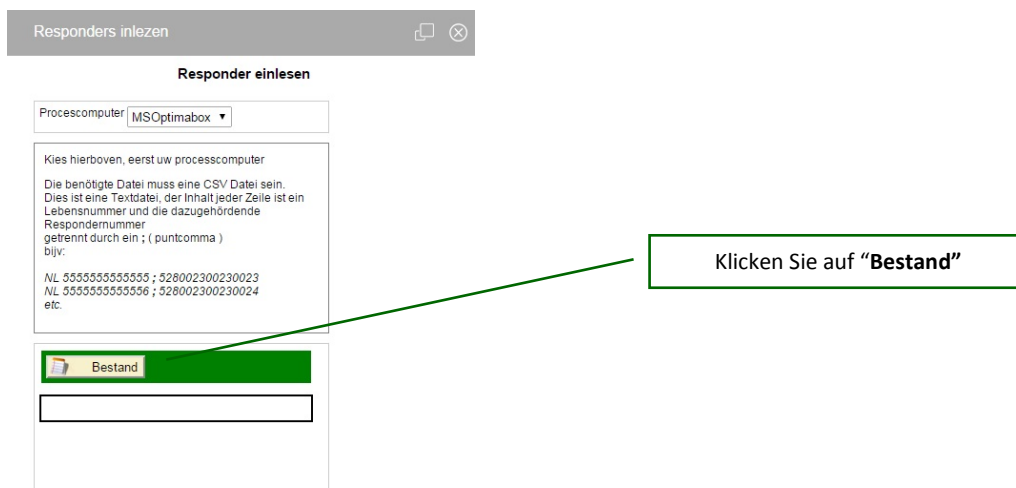 Responders inlezen
Responder einlesen
Procescomputer MSOptimabox
Kies hierboven, eerst uw processcomputer
Die benötigte Datei muss eine CSV Datei sein.
Dies ist eine Textdatei, der Inhalt jeder Zeile ist ein
Lebensnummer und die dazugehördende
Respondernummer
getrennt durch ein ; ( puntcomma )
bijv:
NL 5555555555555 ; 528002300230023
NL 5555555555556 ; 528002300230024
etc.
Klicken Sie auf “Bestand”
Bestand